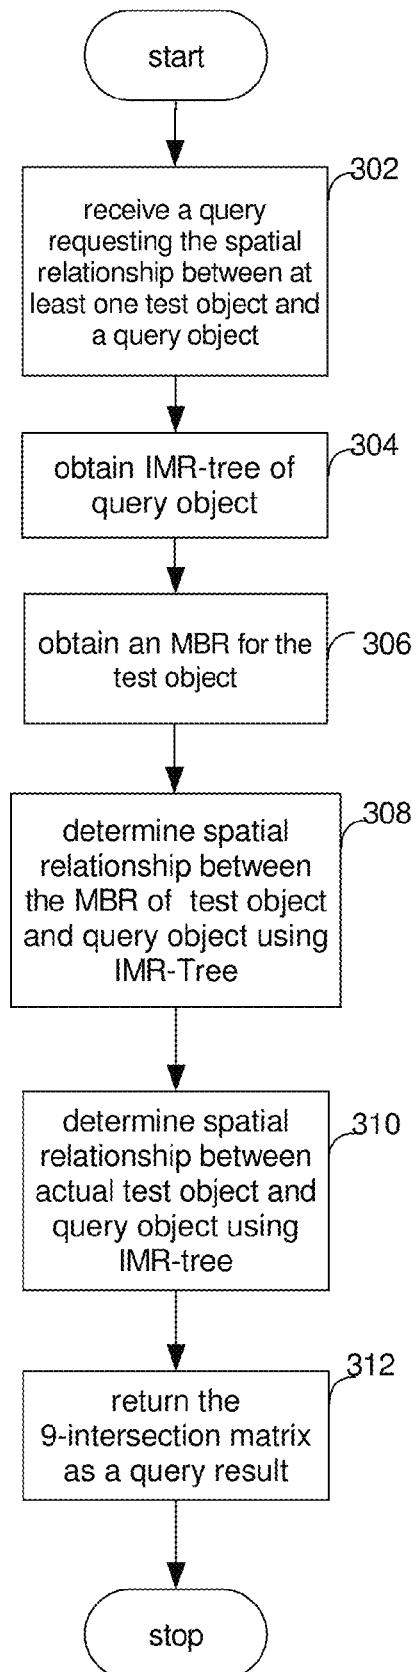 start
302
receive a query
requesting the spatial
relationship between at
least one test object and
a query object
304
obtain IMR-tree of
query object
306
obtain an MBR for the
test object
308
determine spatial
relationship between
the MBR of test object
and query object using
IMR-Tree
310
determine spatial
relationship between
actual test object and
query object using
IMR-tree
312
return the
9-intersection matrix
as a query result
stop